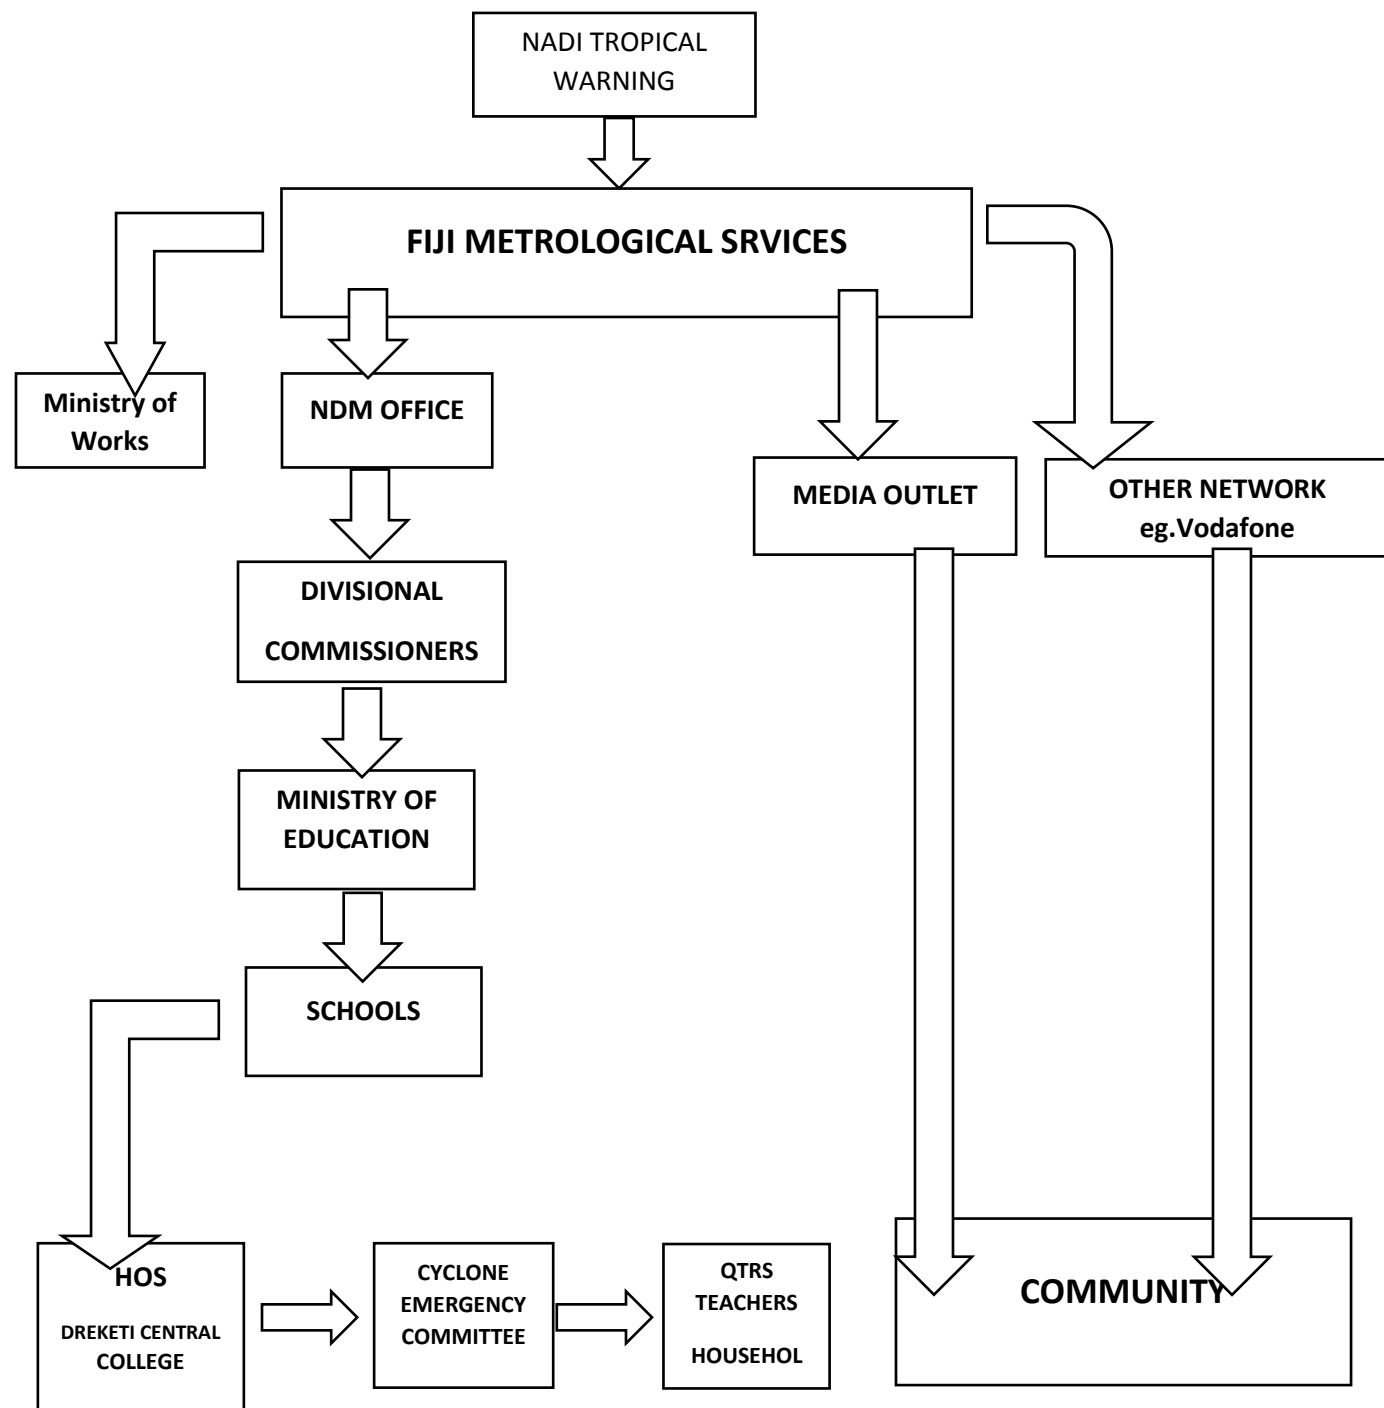 NADI TROPICAL
WARNING
FIJI METROLOGICAL SRVICES
Ministry of
Works
NDM OFFICE
MEDIA OUTLET
OTHER NETWORK
eg.Vodafone
DIVISIONAL
COMMISSIONERS
MINISTRY OF
EDUCATION
SCHOOLS
HOS
DREKETI CENTRAL
COLLEGE
CYCLONE
EMERGENCY
COMMITTEE
QTRS
TEACHERS
HOUSEHOL
COMMUNITY